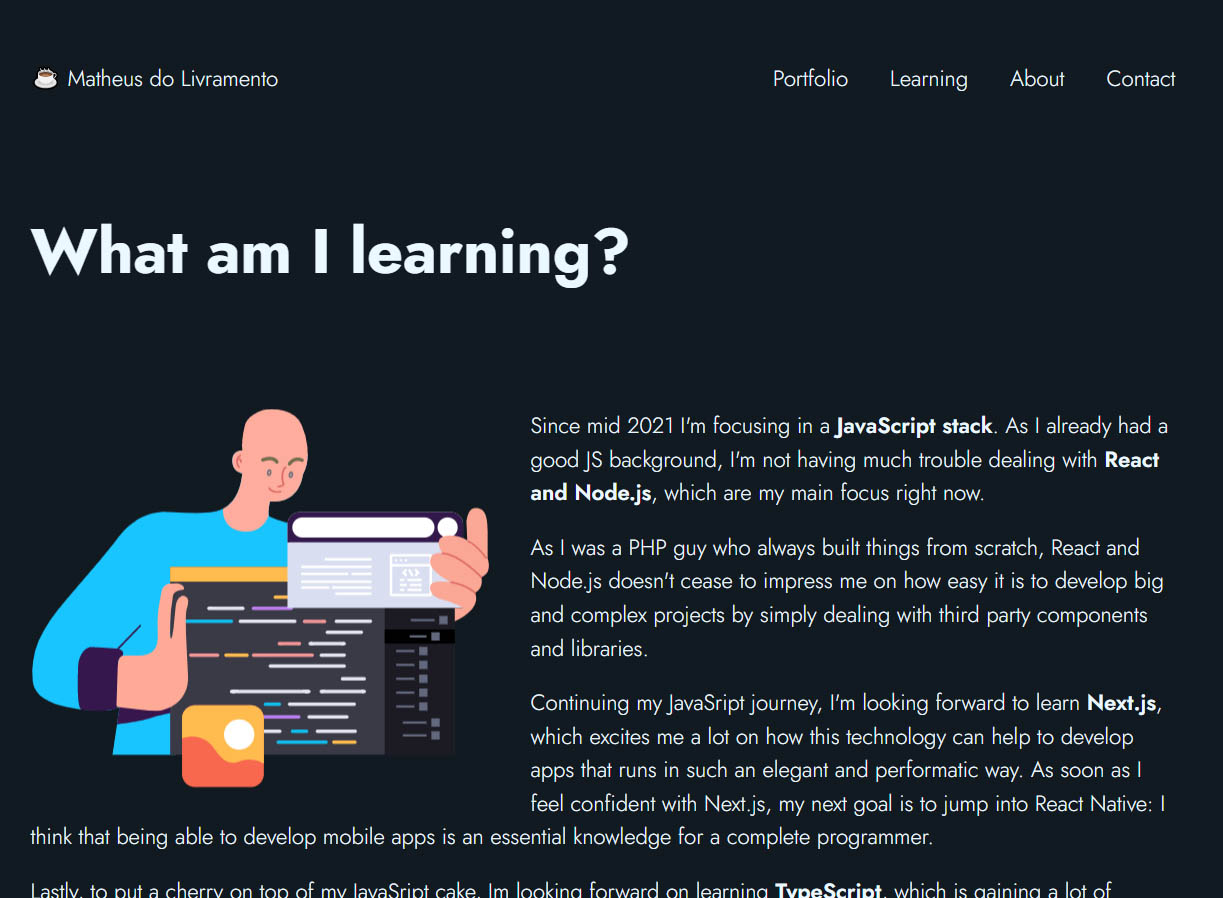 Matheus do Livramento
Portfolio Learning About Contact
What am I learning?
Since mid 2021 I'm focusing in a JavaScript stack. As I already had a
good JS background, I'm not having much trouble dealing with React
and Node.js, which are my main focus right now.
As I was a PHP guy who always built things from scratch, React and
Node.js doesn't cease to impress me on how easy it is to develop big
and complex projects by simply dealing with third party components
and libraries.
Continuing my JavaSript journey, I'm looking forward to learn Next.js,
which excites me a lot on how this technology can help to develop
apps that runs in such an elegant and performatic way. As soon as I
feel confident with Next.js, my next goal is to jump into React Native: I
think that being able to develop mobile apps is an essential knowledge for a complete programmer.
Lastly, to put a cherry on top of my JavaSript cake, Im looking forward on learning TypeScript, which is gaining a lot of